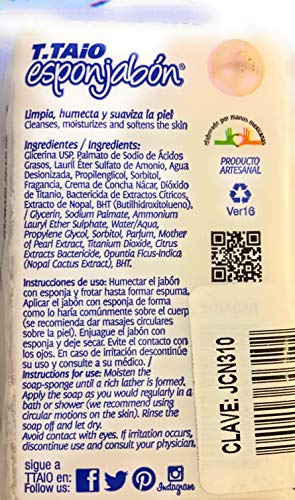 T.TAiO
esponjabón®
Limpia, humecta y suaviza la piel
Cleanses, moisturizes and softens the skin
elaborado por manos mexicanas
PRODUCTO
ARTESANAL
Ver16
Ingredientes / Ingredients:
Glicerina USP, Palmato de Sodio de Ácidos
Grasos, Lauril Éter Sulfato de Amonio, Agua
Desionizada, Propilenglicol, Sorbitol,
Fragancia, Crema de Concha Nácar, Dióxido
de Titanio, Bactericida de Extractos Cítricos,
Extracto de Nopal, BHT (Butilhidroxitolueno).
/ Glycerin, Sodium Palmate, Ammonium
Lauryl Ether Sulphate, Water/Aqua,
Propylene Glycol, Sorbitol, Parfum, Mother
of Pearl Extract, Titanium Dioxide, Citrus
Extracts Bactericide, Opuntia Ficus-Indica
(Nopal Cactus Extract), BHT.
Instrucciones de uso: Humectar el jabón
con esponja y frotar hasta formar espuma.
Aplicar el jabón con esponja de forma
como lo haría comúnmente sobre el cuerp
(se recomienda dar masajes circulares
sobre la piel). Enjuague el jabón con
esponja y deje secar. Evite el contacto con
los ojos. En caso de irritación descontinúe
su uso y consulte a su médico. /
Instructions for use: Moisten the
soap-sponge until a rich lather is formed.
Apply the soap as you would regularly in a
bath or shower (we recommend using
circular motions on the skin). Rinse the
soap off and let dry.
Avoid contact with eyes. If irritation occurs,
discontinue use and consult your physician.
CLAVE: JCN310
sigue a
TTAIO en:
Follow us:
Instagram